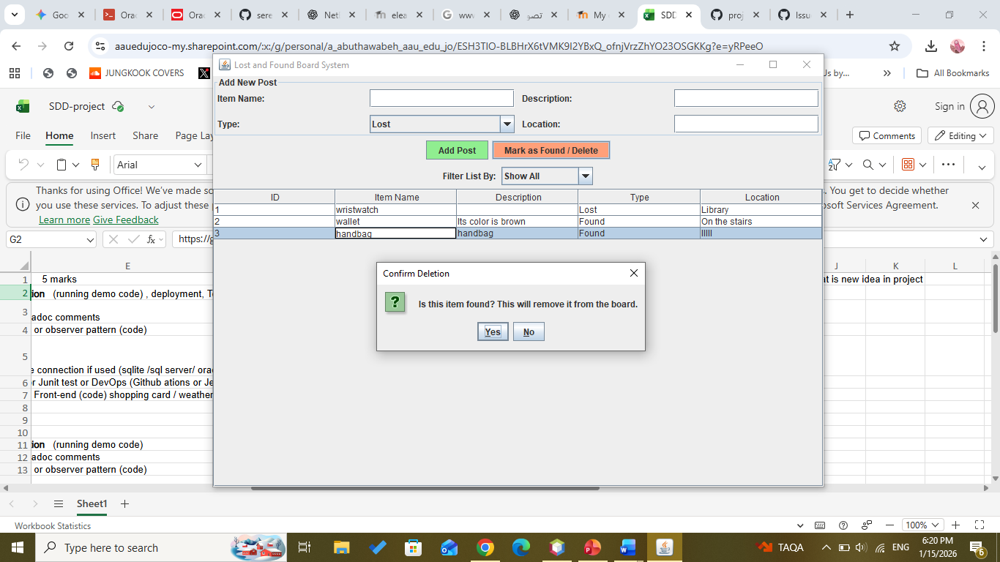 Goo
Orac
Orac
sere
Netl
elea
www
تصو
My c
SDD
proj
Issu
aauedujoco-my.sharepoint.com/:x:/g/personal/a_abuthawabeh_aau_edu_jo/ESH3TlO-BLBHrX6tVMK9I2YBxQ_ofnjVrzZhYO23OSGKKg?e=yRPeeO
JUNGKOOK COVERS
Us by...
All Bookmarks
Lost and Found Board System
SDD-project
Sign in
File Home Insert Share Page Lay
Comments
Editing
Arial
Thanks for using Office! We've made so
you use these services. To adjust these p
Learn more Give Feedback
. You get to decide whether
osoft Services Agreement.
G2
fx
https://g
Add New Post
Item Name:
Description:
Type:
Lost
Location:
Add Post
Mark as Found / Delete
Filter List By:
Show All
ID Item Name Description Type Location
1 wristwatch Lost Library
2 wallet Its color is brown Found On the stairs
3 handbag handbag Found lllll
Confirm Deletion
?
Is this item found? This will remove it from the board.
Yes
No
E J K L
1 5 marks
at is new idea in project
2 ion (running demo code) , deployment, T
3 adoc comments
4 or observer pattern (code)
5 e connection if used (sqlite /sql server/ ora
6 or Junit test or DevOps (Github ations or Je
7 Front-end (code) shopping card / weather
8
9
10
11 ion (running demo code)
12 adoc comments
13 or observer pattern (code)
Sheet1
Workbook Statistics
100%
Type here to search
TAQA
ENG
6:20 PM
1/15/2026
6